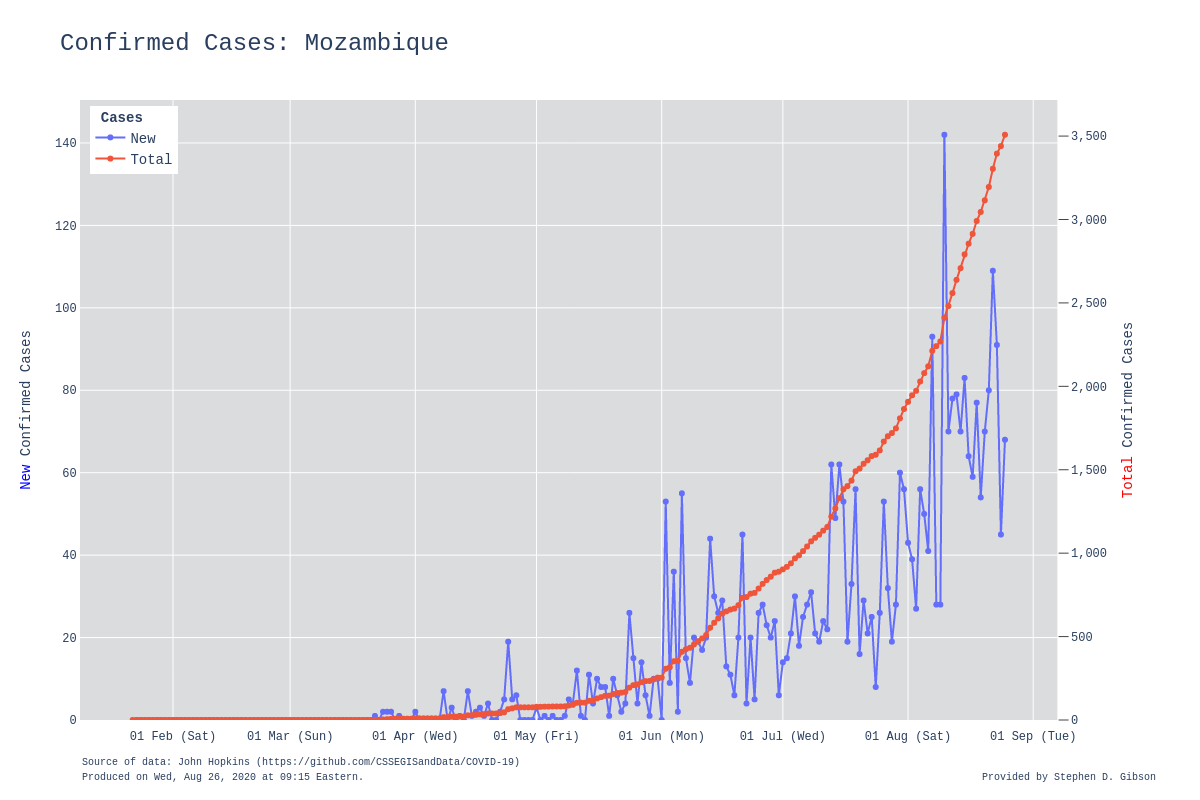 Confirmed Cases: Mozambique
Cases
New
Total
140
120
100
80
60
40
20
0
3,500
3,000
2,500
2,000
1,500
1,000
500
0
New Confirmed Cases
Total Confirmed Cases
01 Feb (Sat)
01 Mar (Sun)
01 Apr (Wed)
01 May (Fri)
01 Jun (Mon)
01 Jul (Wed)
01 Aug (Sat)
01 Sep (Tue)
Source of data: John Hopkins (https://github.com/CSSEGISandData/COVID-19)
Produced on Wed, Aug 26, 2020 at 09:15 Eastern.
Provided by Stephen D. Gibson